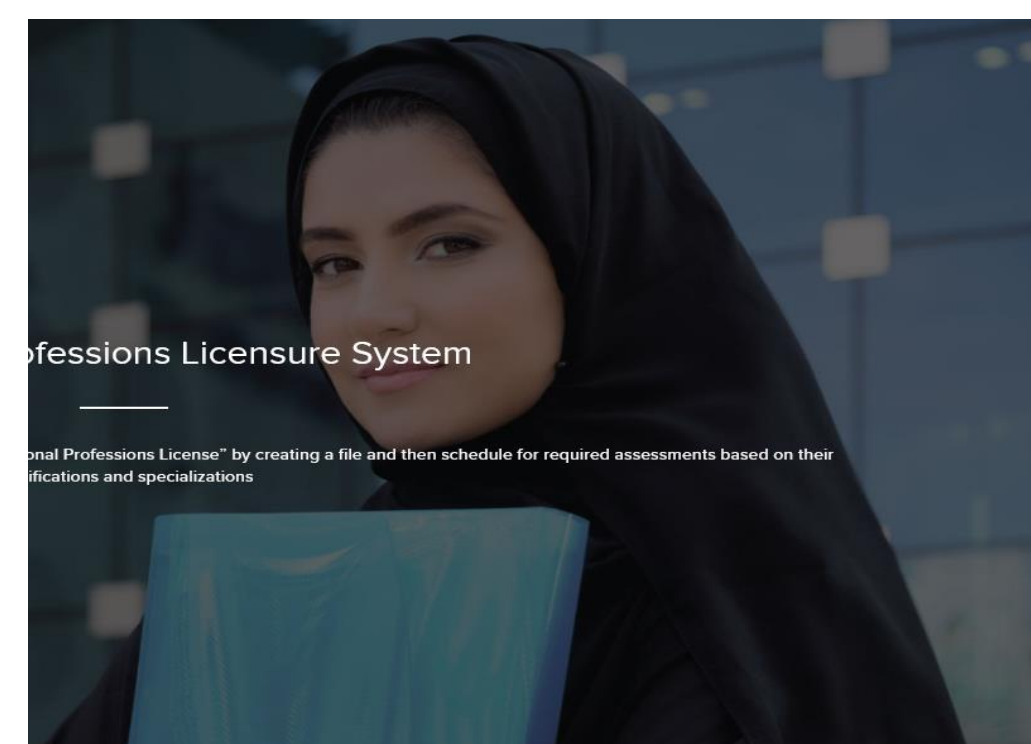 ofessions Licensure System
onal Professions License” by creating a file and then schedule for required assessments based on their
ifications and specializations